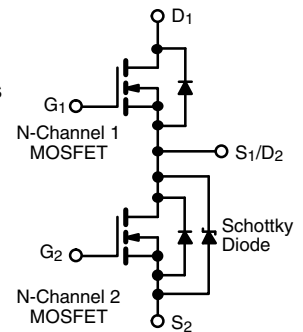 D1
s
G1
N-Channel 1
MOSFET
S1/D2
Schottky
Diode
G2
N-Channel 2
MOSFET
S2